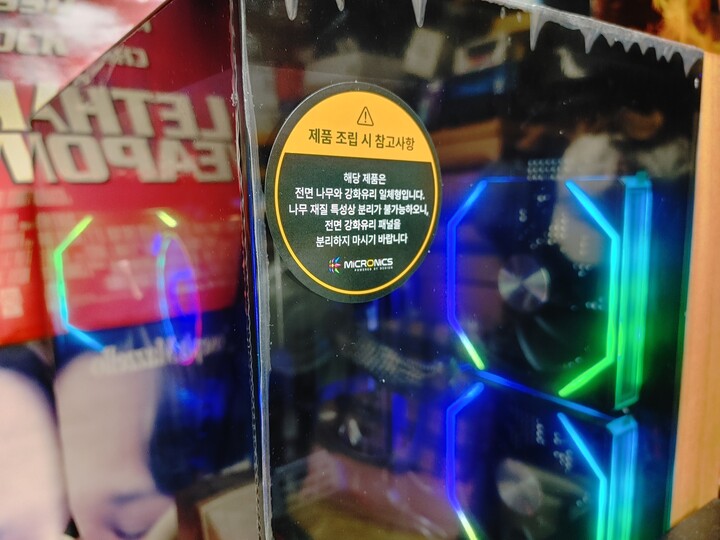 LETHAL
WEAPON
제품 조립 시 참고사항
해당 제품은
전면 나무와 강화유리 일체형입니다.
나무 재질 특성상 분리가 불가능하오니,
전면 강화유리 패널을
분리하지 마시기 바랍니다
MiCRONICS
POWERED BY DESIGN